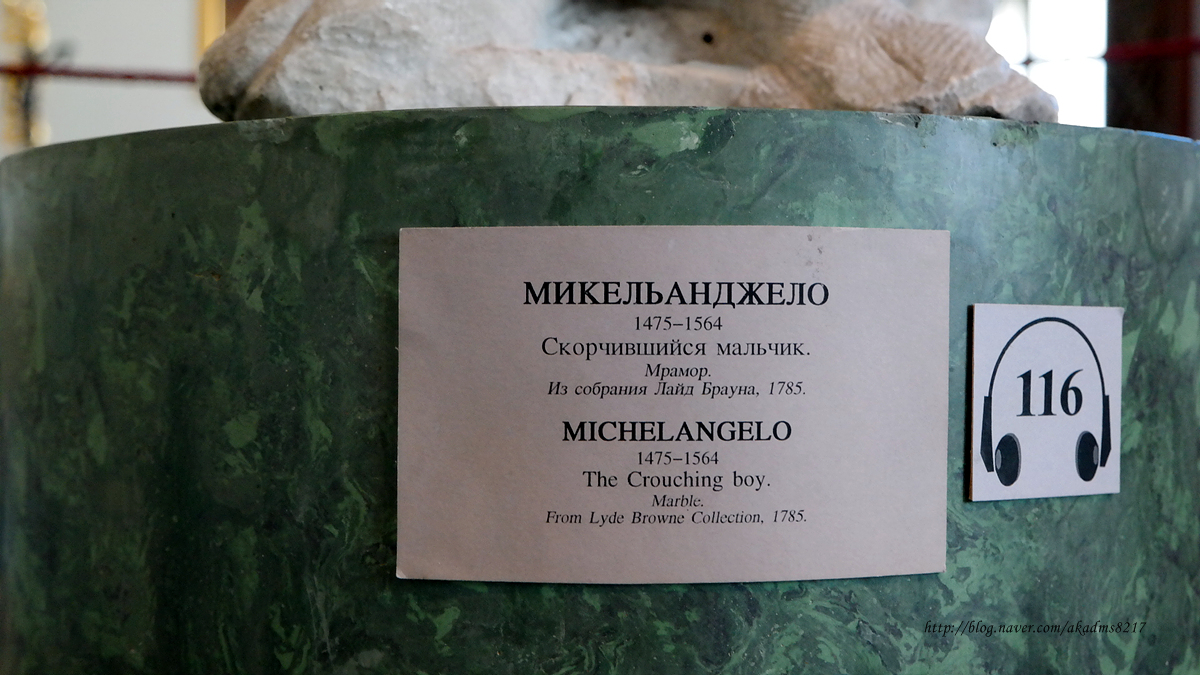 МИКЕЛЬАНДЖЕЛО
1475–1564
Скорчившийся мальчик.
Мрамор.
Из собрания Лайд Брауна, 1785.
MICHELANGELO
1475–1564
The Crouching boy.
Marble.
From Lyde Browne Collection, 1785.
116
http://blog.naver.com/akadms8217